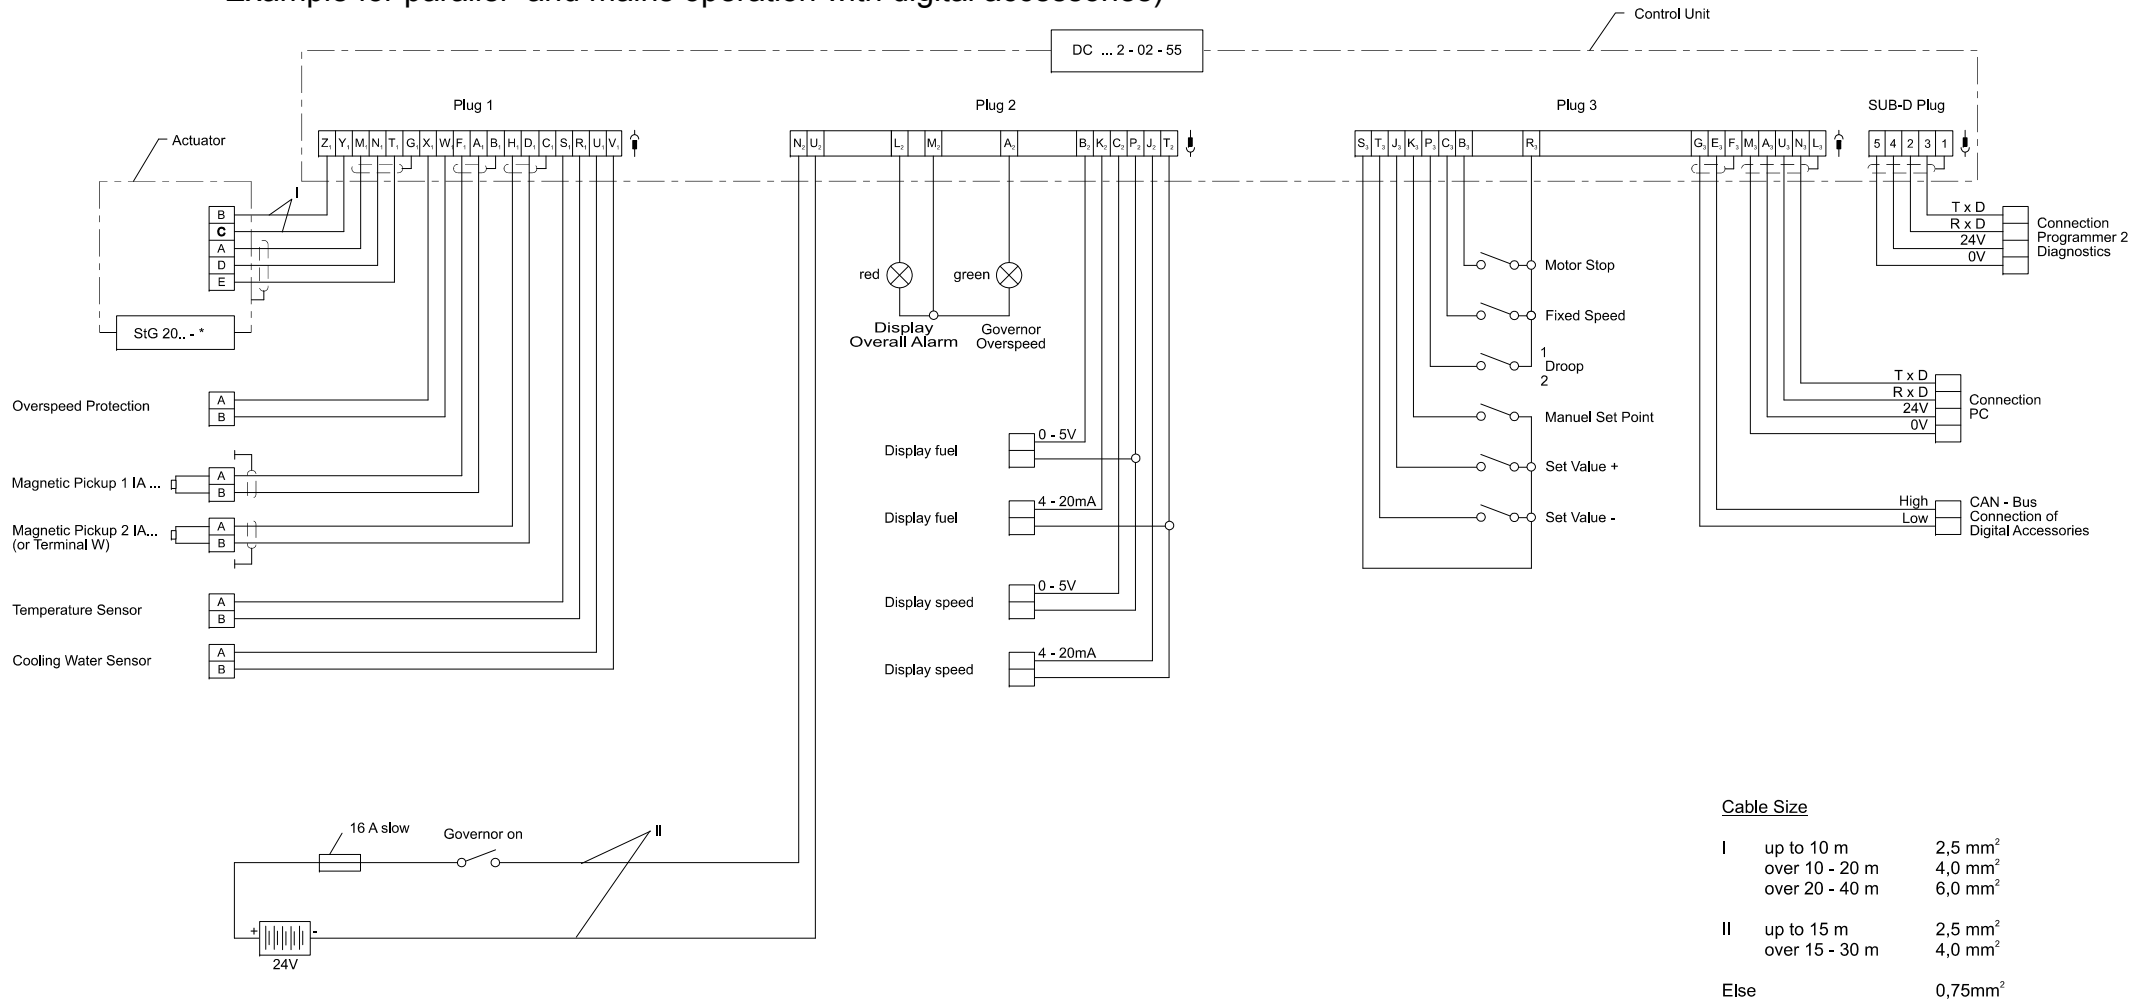 Example for parallel- and mains operation with digital accessories)
Control Unit
DC ... 2 - 02 - 55
Plug 1
Plug 2
Plug 3
SUB-D Plug
Actuator
Z₁ Y₁ M₁ N₁ T₁ G₁ X₁ W₁ F₁ A₁ B₁ H₁ D₁ C₁ S₁ R₁ U₁ V₁
N₂ U₂ L₂ M₂ A₂ B₂ K₂ C₂ P₂ J₂ T₂
S₃ T₃ J₃ K₃ P₃ C₃ B₃ R₃ G₃ E₃ F₃ M₃ A₃ U₃ N₃ L₃
5 4 2 3 1
I
B
C
A
D
E
StG 20.. - *
Overspeed Protection
A
B
Magnetic Pickup 1 IA ...
A
B
Magnetic Pickup 2 IA...
(or Terminal W)
A
B
Temperature Sensor
A
B
Cooling Water Sensor
A
B
red
green
Display
Overall Alarm
Governor
Overspeed
Display fuel
0 - 5V
Display fuel
4 - 20mA
Display speed
0 - 5V
Display speed
4 - 20mA
Motor Stop
Fixed Speed
1
Droop
2
Manuel Set Point
Set Value +
Set Value -
T x D
R x D
24V
0V
Connection
Programmer 2
Diagnostics
T x D
R x D
24V
0V
Connection
PC
High
Low
CAN - Bus
Connection of
Digital Accessories
16 A slow
Governor on
II
+
-
24V
Cable Size
I up to 10 m 2,5 mm²
over 10 - 20 m 4,0 mm²
over 20 - 40 m 6,0 mm²
II up to 15 m 2,5 mm²
over 15 - 30 m 4,0 mm²
Else 0,75mm²